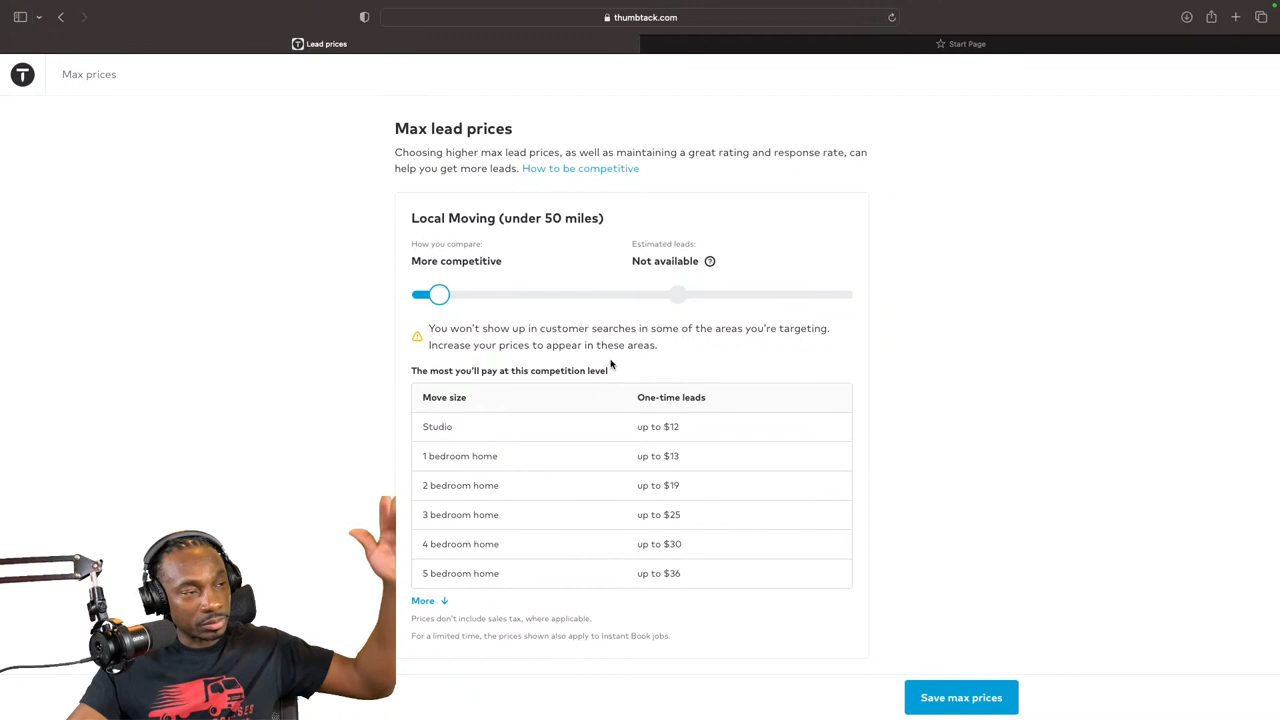 thumbtack.com
Lead prices
Start Page
T
Max prices
Max lead prices
Choosing higher max lead prices, as well as maintaining a great rating and response rate, can
help you get more leads. How to be competitive
Local Moving (under 50 miles)
How you compare:
Estimated leads:
More competitive
Not available
You won't show up in customer searches in some of the areas you're targeting.
Increase your prices to appear in these areas.
The most you'll pay at this competition level
Move size
One-time leads
Studio
up to $12
1 bedroom home
up to $13
2 bedroom home
up to $19
3 bedroom home
up to $25
4 bedroom home
up to $30
5 bedroom home
up to $36
More
Prices don't include sales tax, where applicable.
For a limited time, the prices shown also apply to Instant Book jobs.
Save max prices